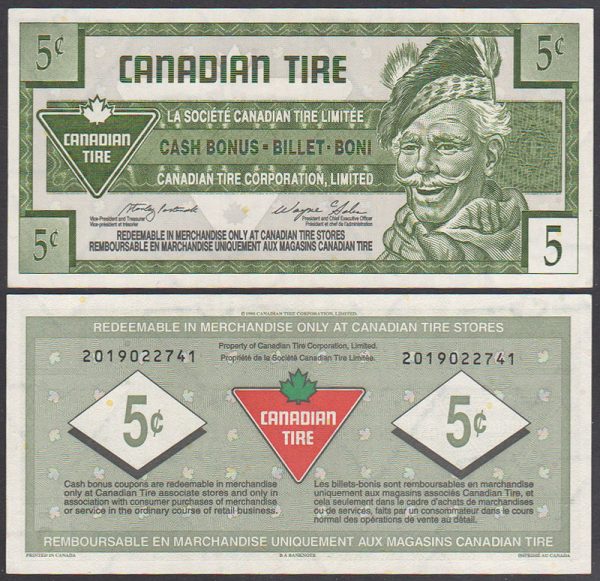 5¢
5¢
CANADIAN TIRE
LA SOCIÉTÉ CANADIAN TIRE LIMITÉE
CANADIAN
TIRE
CASH BONUS - BILLET - BONI
CANADIAN TIRE CORPORATION, LIMITED
Vice-President and Treasurer
Vice-président et trésorier
President and Chief Executive Officer
Président et chef de l'administration
5¢
REDEEMABLE IN MERCHANDISE ONLY AT CANADIAN TIRE STORES
REMBOURSABLE EN MARCHANDISE UNIQUEMENT AUX MAGASINS CANADIAN TIRE
5
CANADIAN TIRE CORPORATION, LIMITED.
REDEEMABLE IN MERCHANDISE ONLY AT CANADIAN TIRE STORES
Property of Canadian Tire Corporation, Limited.
Propriété de la Société Canadian Tire Limitée.
2019022741
2019022741
5¢
CANADIAN
TIRE
5¢
Cash bonus coupons are redeemable in merchandise
only at Canadian Tire associate stores and only in
association with consumer purchases of merchandise
or service in the ordinary course of retail business.
Les billets-bonis sont remboursables en marchandise
uniquement aux magasins associés Canadian Tire, et
cela seulement dans le cadre d'achats de marchandises
ou de services, faits par un consommateur dans le cours
normal des opérations de vente au détail.
REMBOURSABLE EN MARCHANDISE UNIQUEMENT AUX MAGASINS CANADIAN TIRE
PRINTED IN CANADA
B A BANKNOTE
IMPRIMÉ AU CANADA